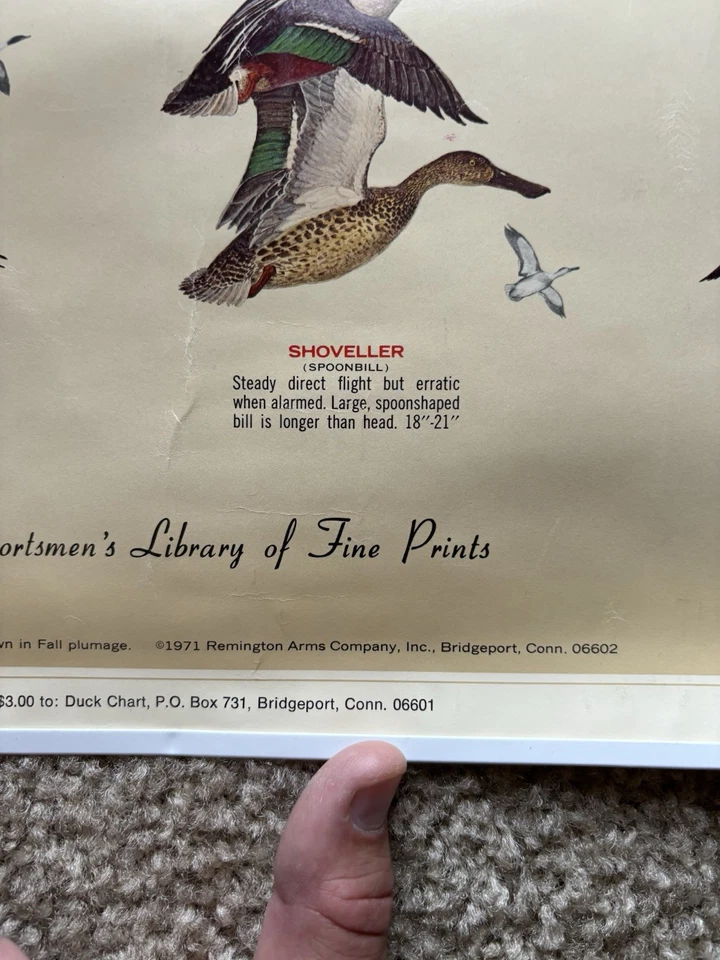 SHOVELLER
(SPOONBILL)
Steady direct flight but erratic
when alarmed. Large, spoonshaped
bill is longer than head. 18″-21″
ortsmen's Library of Fine Prints
wn in Fall plumage. ©1971 Remington Arms Company, Inc., Bridgeport, Conn. 06602
$3.00 to: Duck Chart, P.O. Box 731, Bridgeport, Conn. 06601